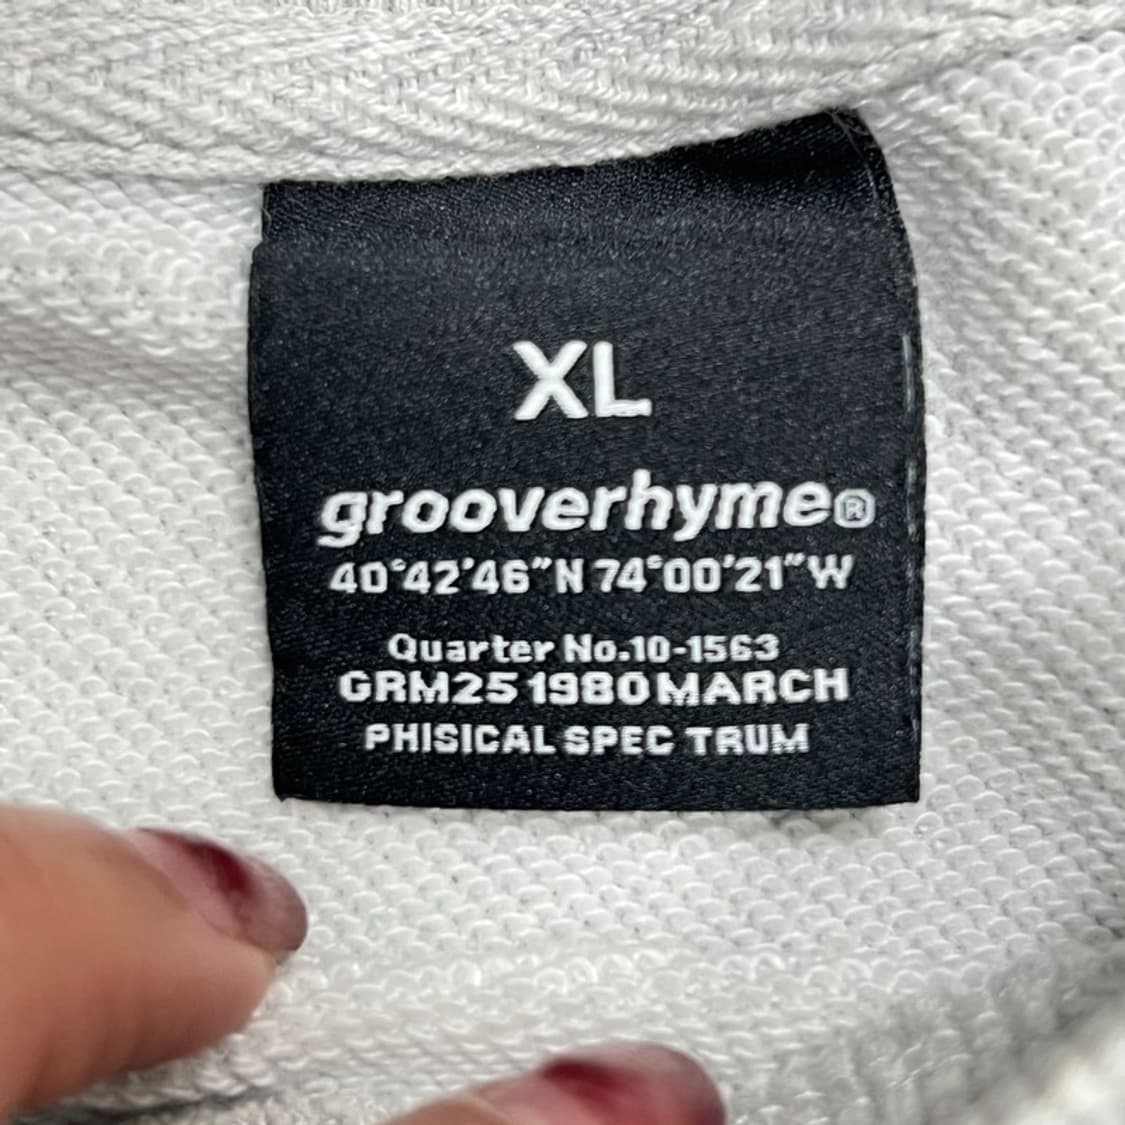 XL
grooverhyme®
40°42'46"N 74°00'21"W
Quarter No.10-1563
GRM25 1980 MARCH
PHISICAL SPEC TRUM